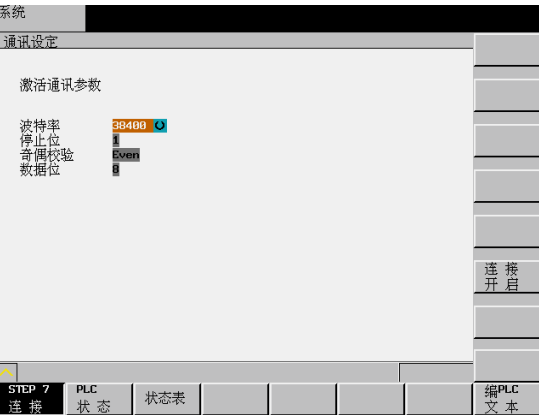 系统
通讯设定
激活通讯参数
波特率 38400
停止位 1
奇偶校验 Even
数据位 8
连接
开启
STEP 7
连接
PLC
状态
状态表
编PLC
文本